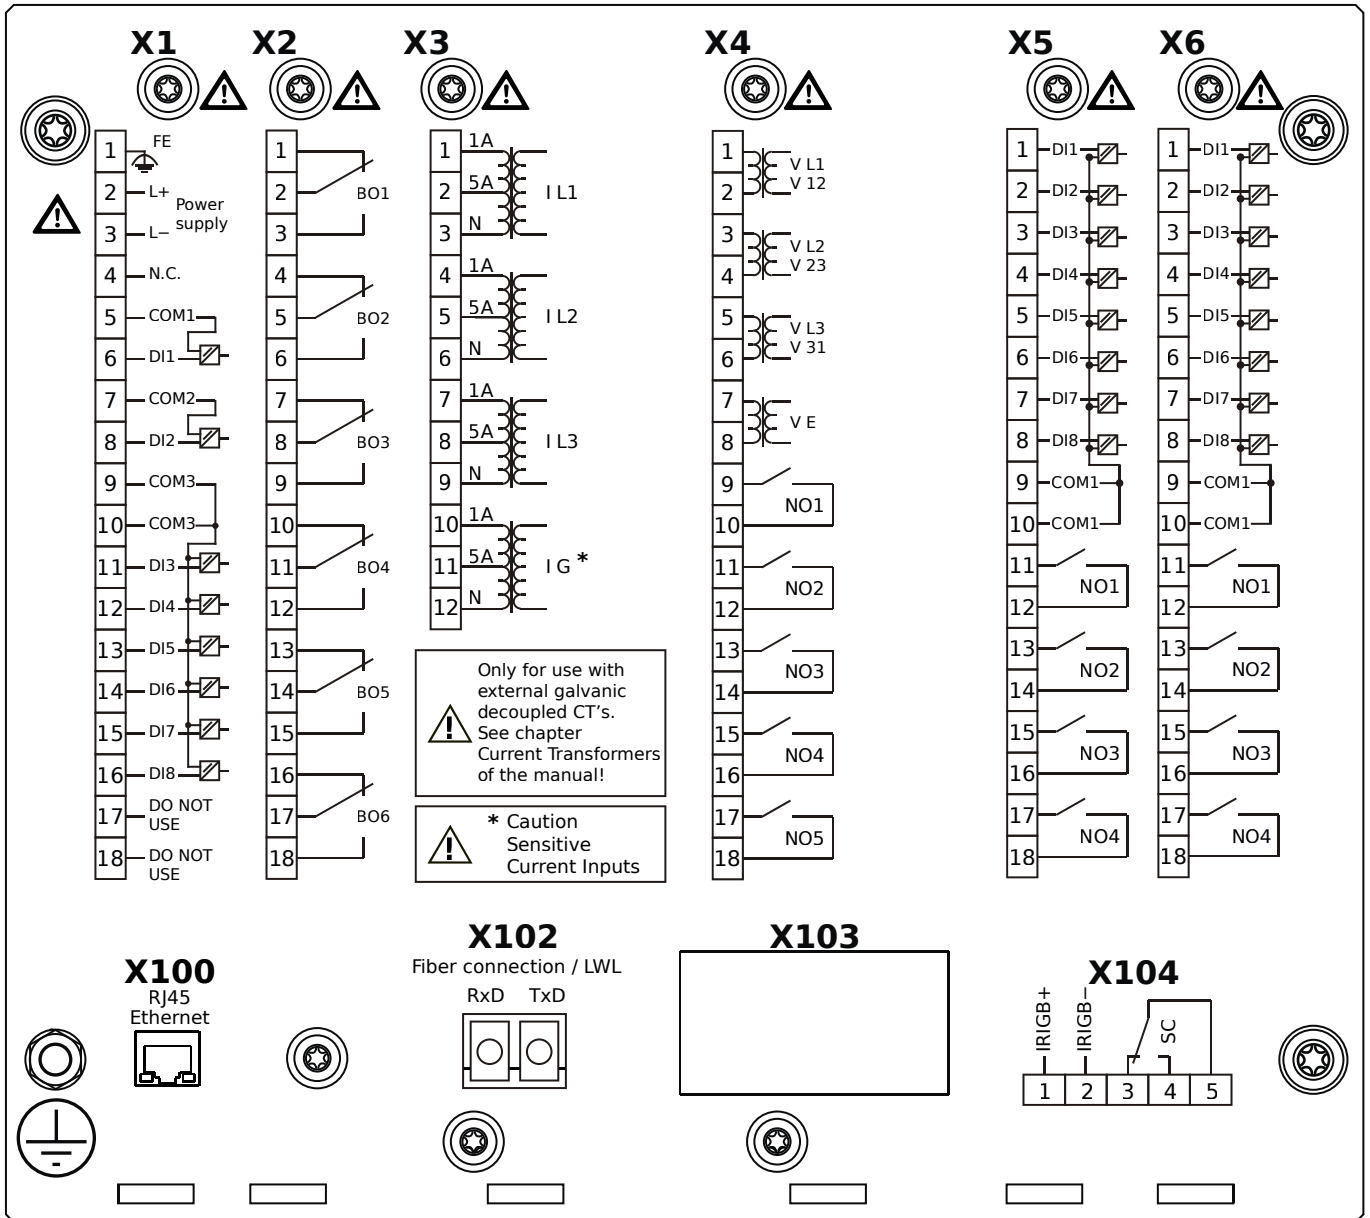 X1
X2
X3
X4
X5
X6
1
FE
2
L+
Power
supply
3
L−
4
N.C.
5
COM1
6
DI1
7
COM2
8
DI2
9
COM3
10
COM3
11
DI3
12
DI4
13
DI5
14
DI6
15
DI7
16
DI8
17
DO NOT
USE
18
DO NOT
USE
1
2
BO1
3
4
5
BO2
6
7
8
BO3
9
10
11
BO4
12
13
14
BO5
15
16
17
BO6
18
1
1A
2
5A
I L1
3
N
4
1A
5
5A
I L2
6
N
7
1A
8
5A
I L3
9
N
10
1A
11
5A
I G *
12
N
Only for use with
external galvanic
decoupled CT's.
See chapter
Current Transformers
of the manual!
* Caution
Sensitive
Current Inputs
1
V L1
2
V 12
3
V L2
4
V 23
5
V L3
6
V 31
7
V E
8
9
NO1
10
11
NO2
12
13
NO3
14
15
NO4
16
17
NO5
18
1
DI1
2
DI2
3
DI3
4
DI4
5
DI5
6
DI6
7
DI7
8
DI8
9
COM1
10
COM1
11
NO1
12
13
NO2
14
15
NO3
16
17
NO4
18
1
DI1
2
DI2
3
DI3
4
DI4
5
DI5
6
DI6
7
DI7
8
DI8
9
COM1
10
COM1
11
NO1
12
13
NO2
14
15
NO3
16
17
NO4
18
X100
RJ45
Ethernet
X102
Fiber connection / LWL
RxD TxD
X103
X104
IRIGB+
IRIGB−
SC
1 2 3 4 5